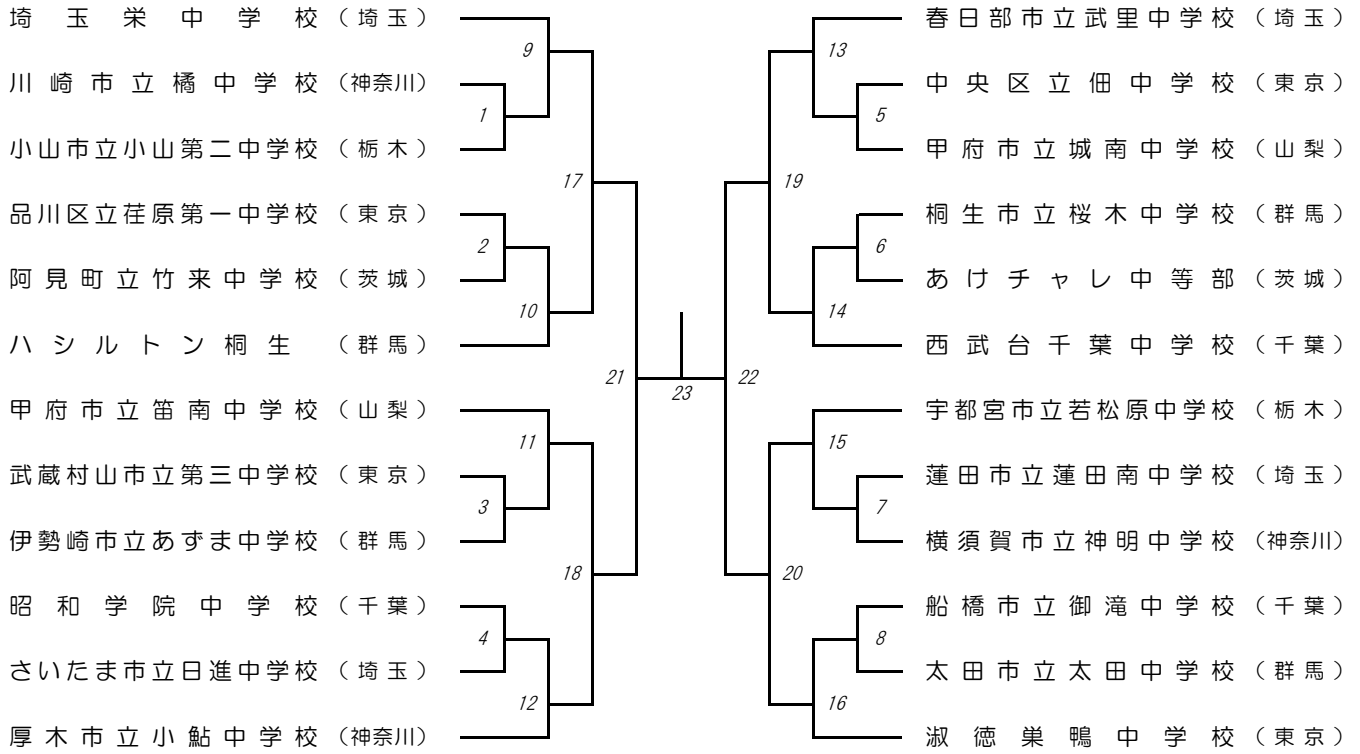 埼玉栄中学校 (埼玉)
9
川崎市立橘中学校 (神奈川)
1
小山市立小山第二中学校 (栃木)
17
品川区立荏原第一中学校 (東京)
2
阿見町立竹来中学校 (茨城)
10
ハシルトン桐生 (群馬)
21
甲府市立笛南中学校 (山梨)
11
武蔵村山市立第三中学校 (東京)
3
伊勢崎市立あずま中学校 (群馬)
18
昭和学院中学校 (千葉)
4
さいたま市立日進中学校 (埼玉)
12
厚木市立小鮎中学校 (神奈川)
23
春日部市立武里中学校 (埼玉)
13
中央区立佃中学校 (東京)
5
甲府市立城南中学校 (山梨)
19
桐生市立桜木中学校 (群馬)
6
あけチャレ中等部 (茨城)
14
西武台千葉中学校 (千葉)
22
宇都宮市立若松原中学校 (栃木)
15
蓮田市立蓮田南中学校 (埼玉)
7
横須賀市立神明中学校 (神奈川)
20
船橋市立御滝中学校 (千葉)
8
太田市立太田中学校 (群馬)
16
淑徳巣鴨中学校 (東京)